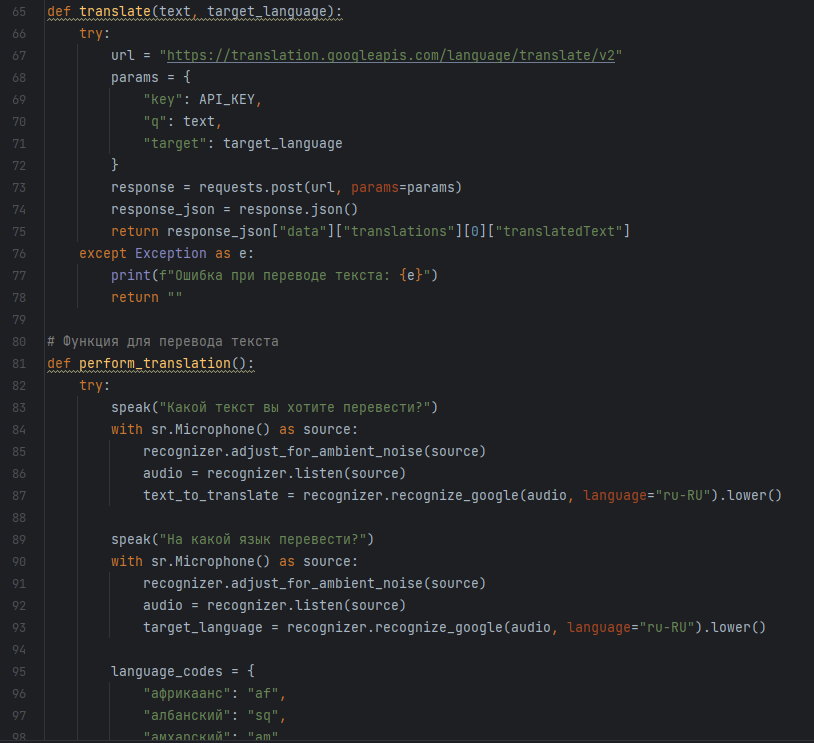 65 def translate(text, target_language):
66     try:
67         url = "https://translation.googleapis.com/language/translate/v2"
68         params = {
69             "key": API_KEY,
70             "q": text,
71             "target": target_language
72         }
73         response = requests.post(url, params=params)
74         response_json = response.json()
75         return response_json["data"]["translations"][0]["translatedText"]
76     except Exception as e:
77         print(f"Ошибка при переводе текста: {e}")
78         return ""
79
80 # Функция для перевода текста
81 def perform_translation():
82     try:
83         speak("Какой текст вы хотите перевести?")
84         with sr.Microphone() as source:
85             recognizer.adjust_for_ambient_noise(source)
86             audio = recognizer.listen(source)
87             text_to_translate = recognizer.recognize_google(audio, language="ru-RU").lower()
88
89         speak("На какой язык перевести?")
90         with sr.Microphone() as source:
91             recognizer.adjust_for_ambient_noise(source)
92             audio = recognizer.listen(source)
93             target_language = recognizer.recognize_google(audio, language="ru-RU").lower()
94
95         language_codes = {
96             "африкаанс": "af",
97             "албанский": "sq",
98             "амхарский": "am"